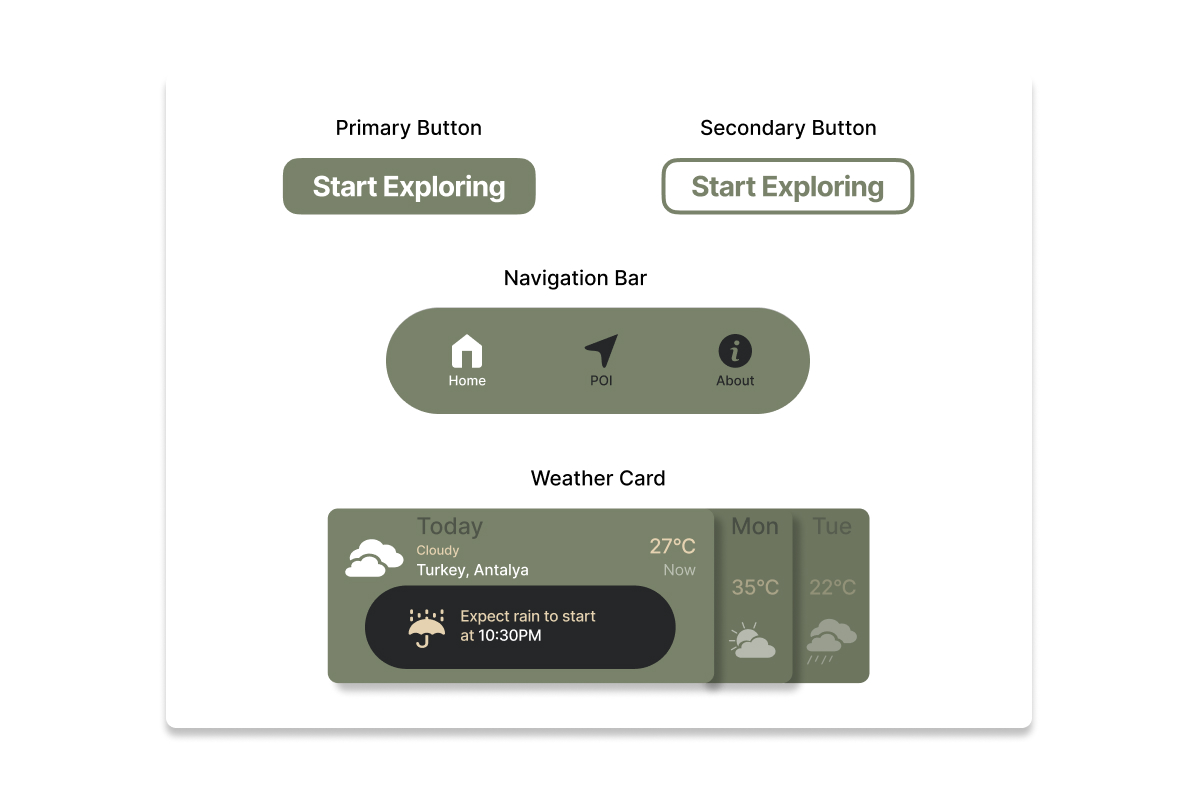 Primary Button
Secondary Button
Start Exploring
Start Exploring
Navigation Bar
Home
POI
About
Weather Card
Today
Cloudy
Turkey, Antalya
27°C
Now
Expect rain to start
at 10:30PM
Mon
35°C
Tue
22°C